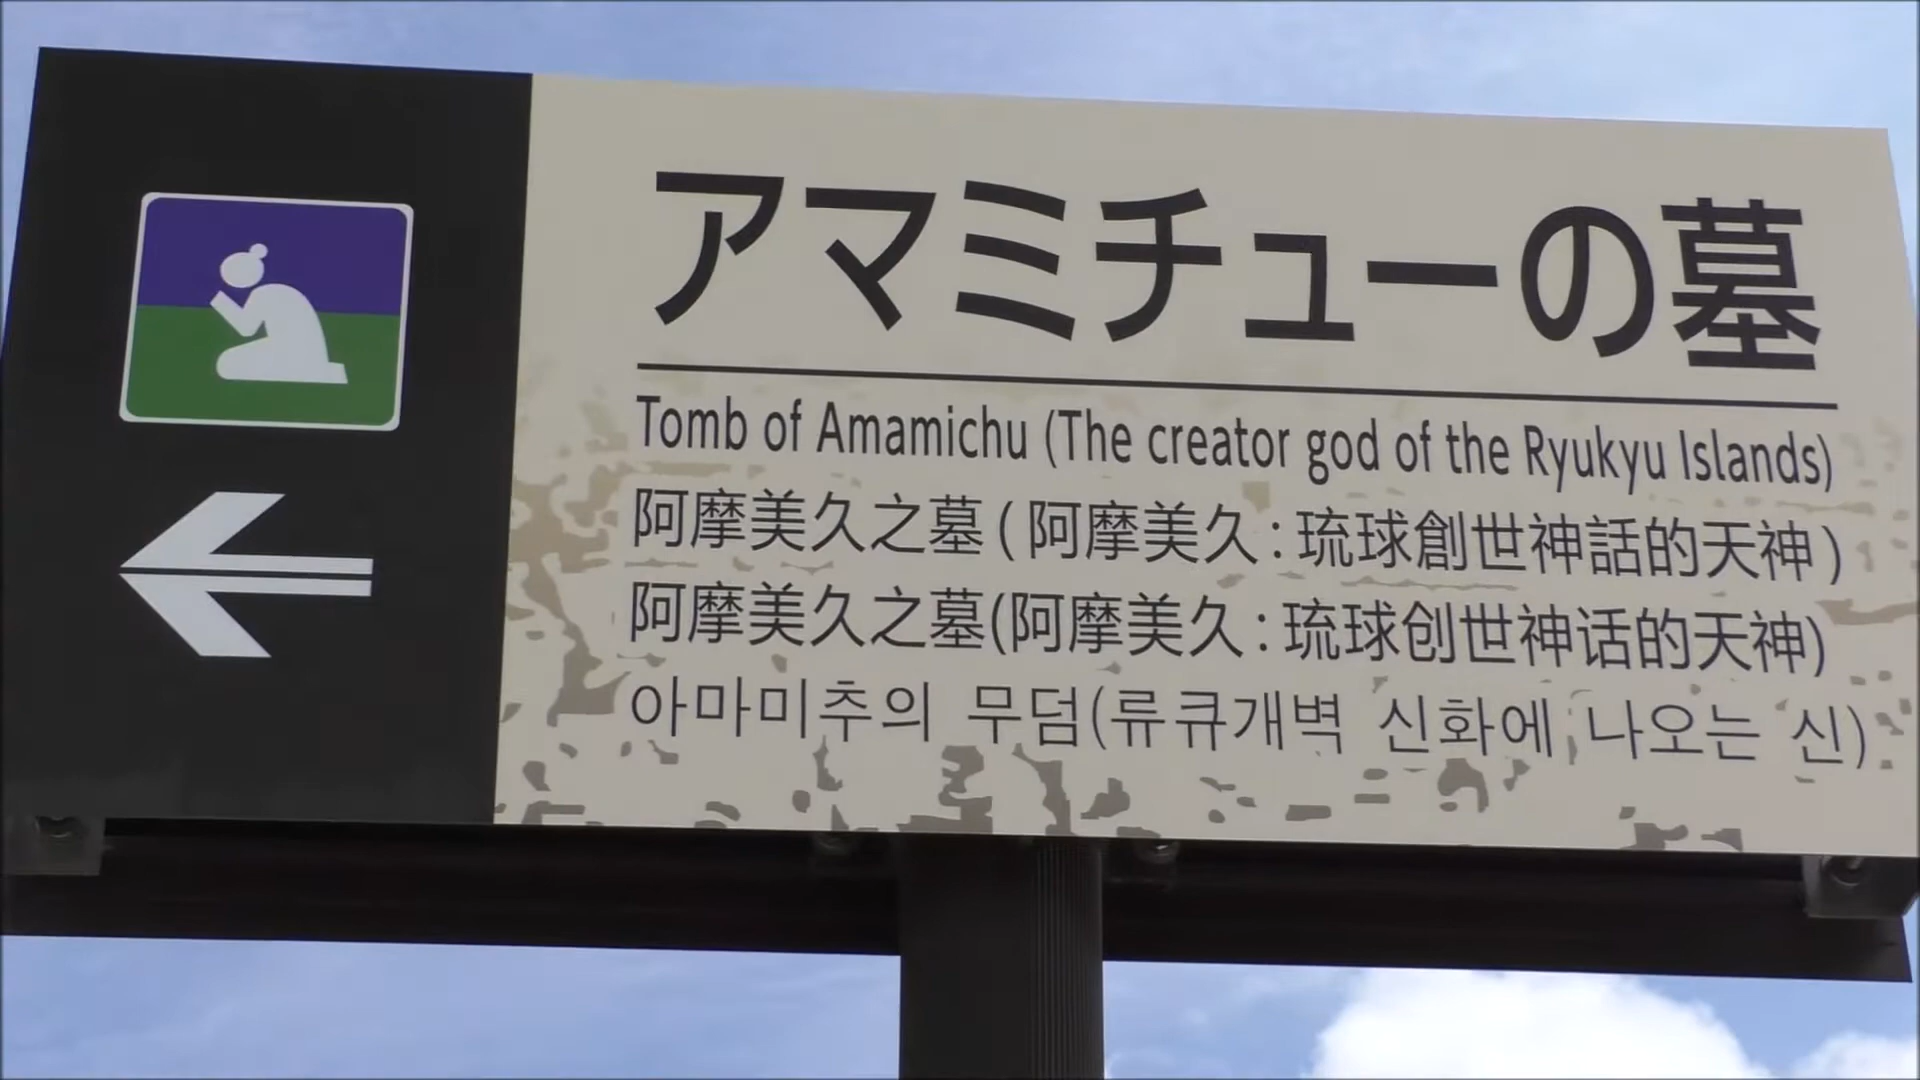 アマミチューの墓
Tomb of Amamichu (The creator god of the Ryukyu Islands)
阿摩美久之墓(阿摩美久:琉球創世神話的天神)
阿摩美久之墓(阿摩美久:琉球创世神话的天神)
아마미추의 무덤(류큐개벽 신화에 나오는 신)